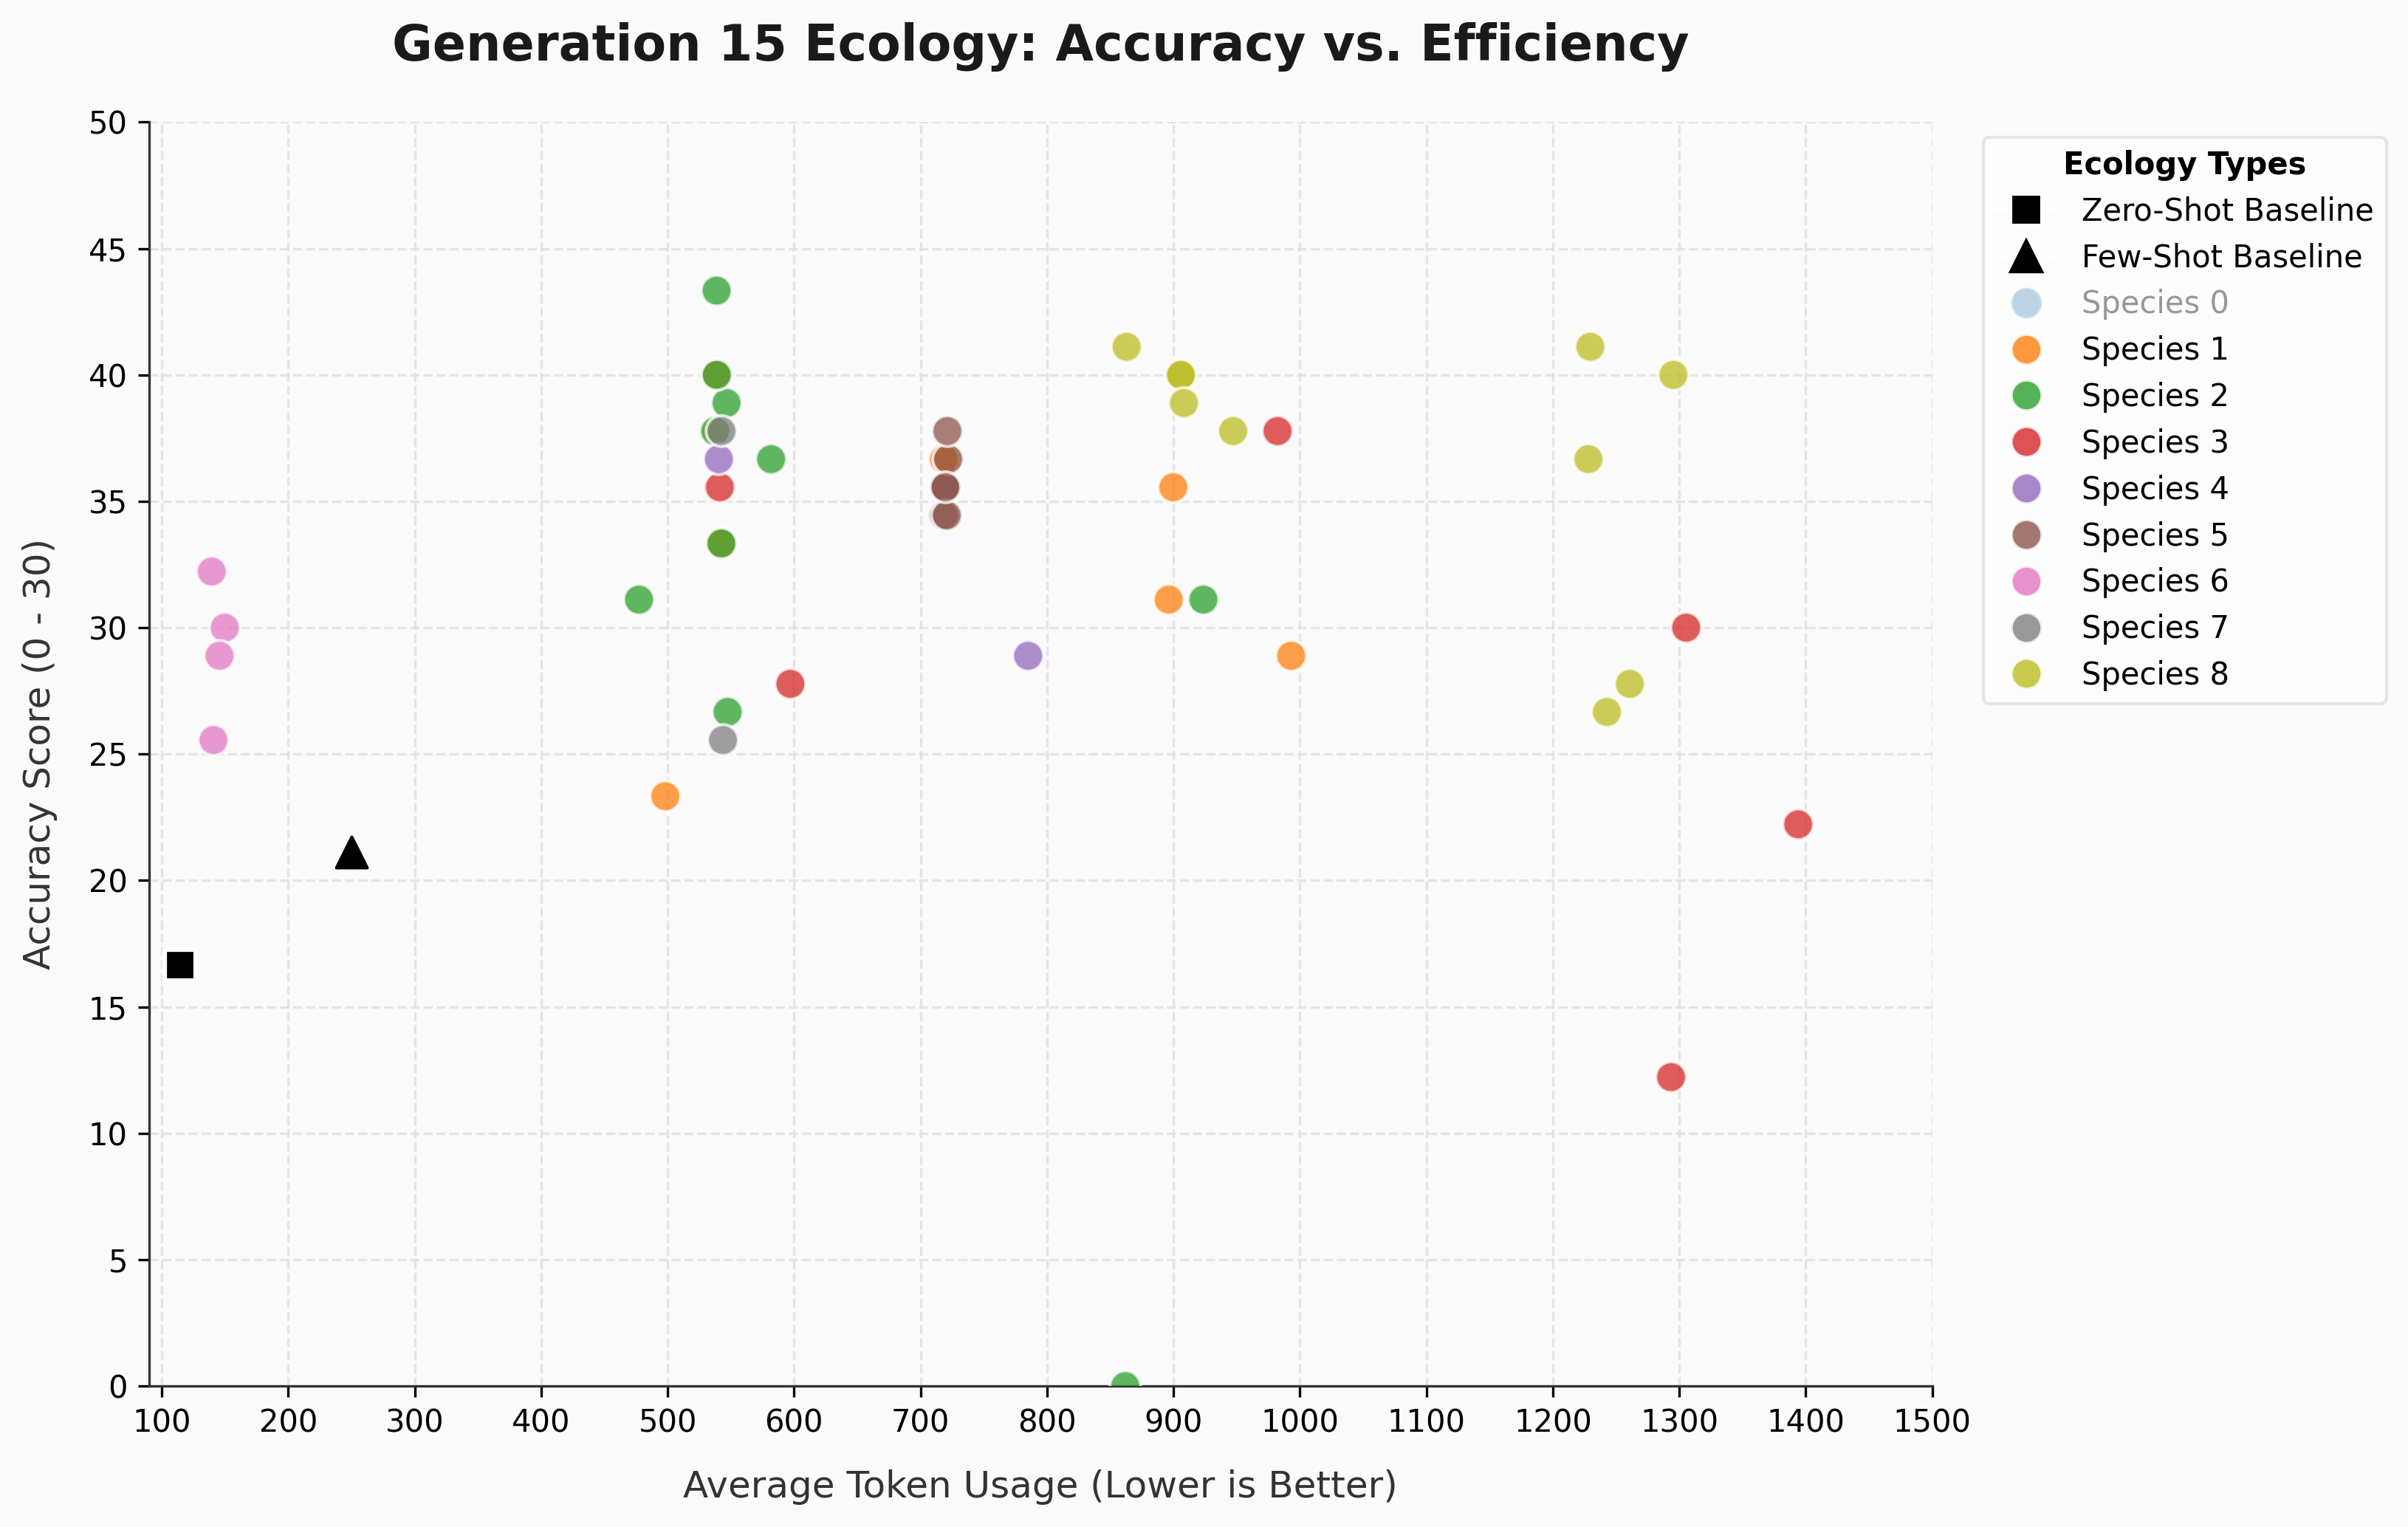 Generation 15 Ecology: Accuracy vs. Efficiency
Accuracy Score (0 - 30)
50
45
40
35
30
25
20
15
10
5
0
100 200 300 400 500 600 700 800 900 1000 1100 1200 1300 1400 1500
Average Token Usage (Lower is Better)
Ecology Types
Zero-Shot Baseline
Few-Shot Baseline
Species 0
Species 1
Species 2
Species 3
Species 4
Species 5
Species 6
Species 7
Species 8